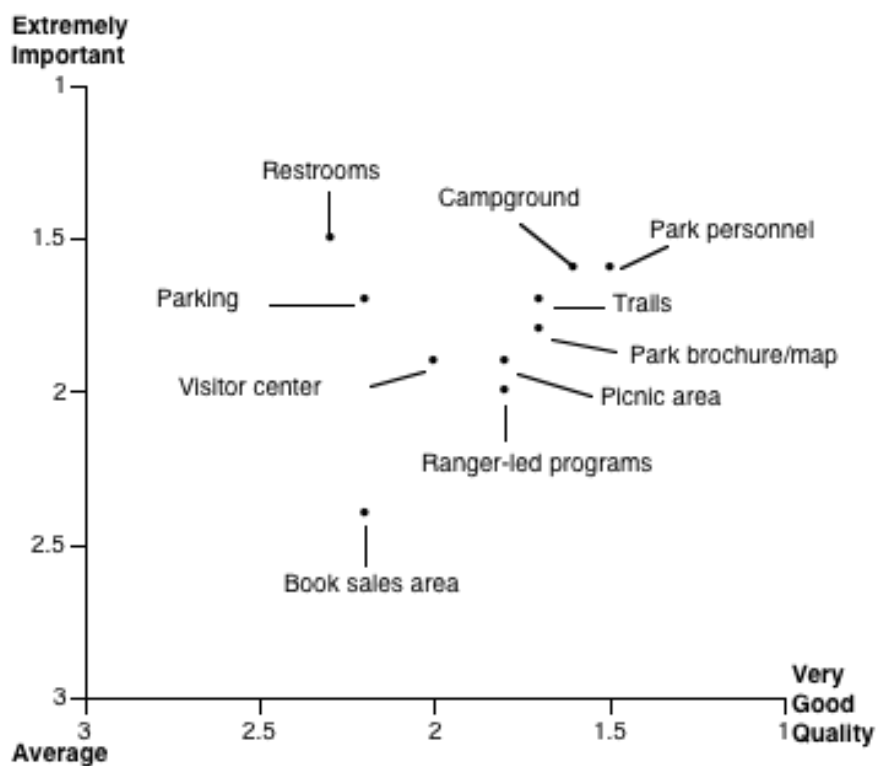 Extremely
Important
1
Restrooms
Campground
Park personnel
1.5
Parking
Trails
Park brochure/map
Visitor center
2
Picnic area
Ranger-led programs
2.5
Book sales area
Very
Good
Quality
3
3
2.5
2
1.5
1
Average